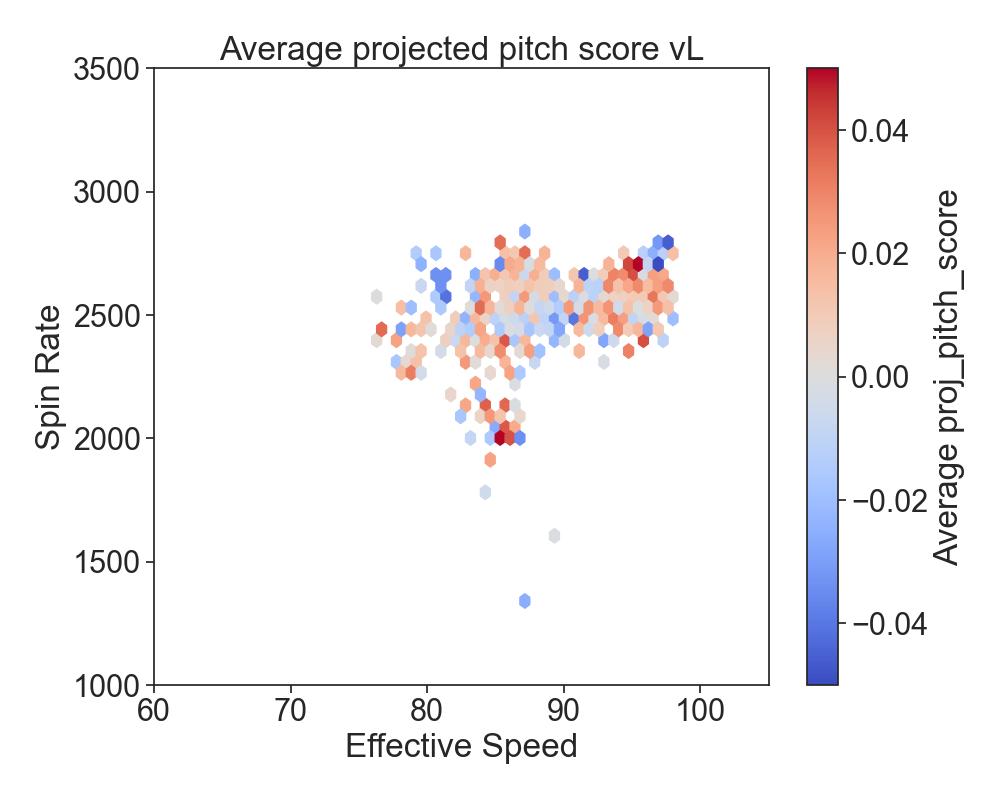 Average projected pitch score vL
3500
3000
2500
2000
1500
1000
Spin Rate
60 70 80 90 100
Effective Speed
0.04
0.02
0.00
−0.02
−0.04
Average proj_pitch_score